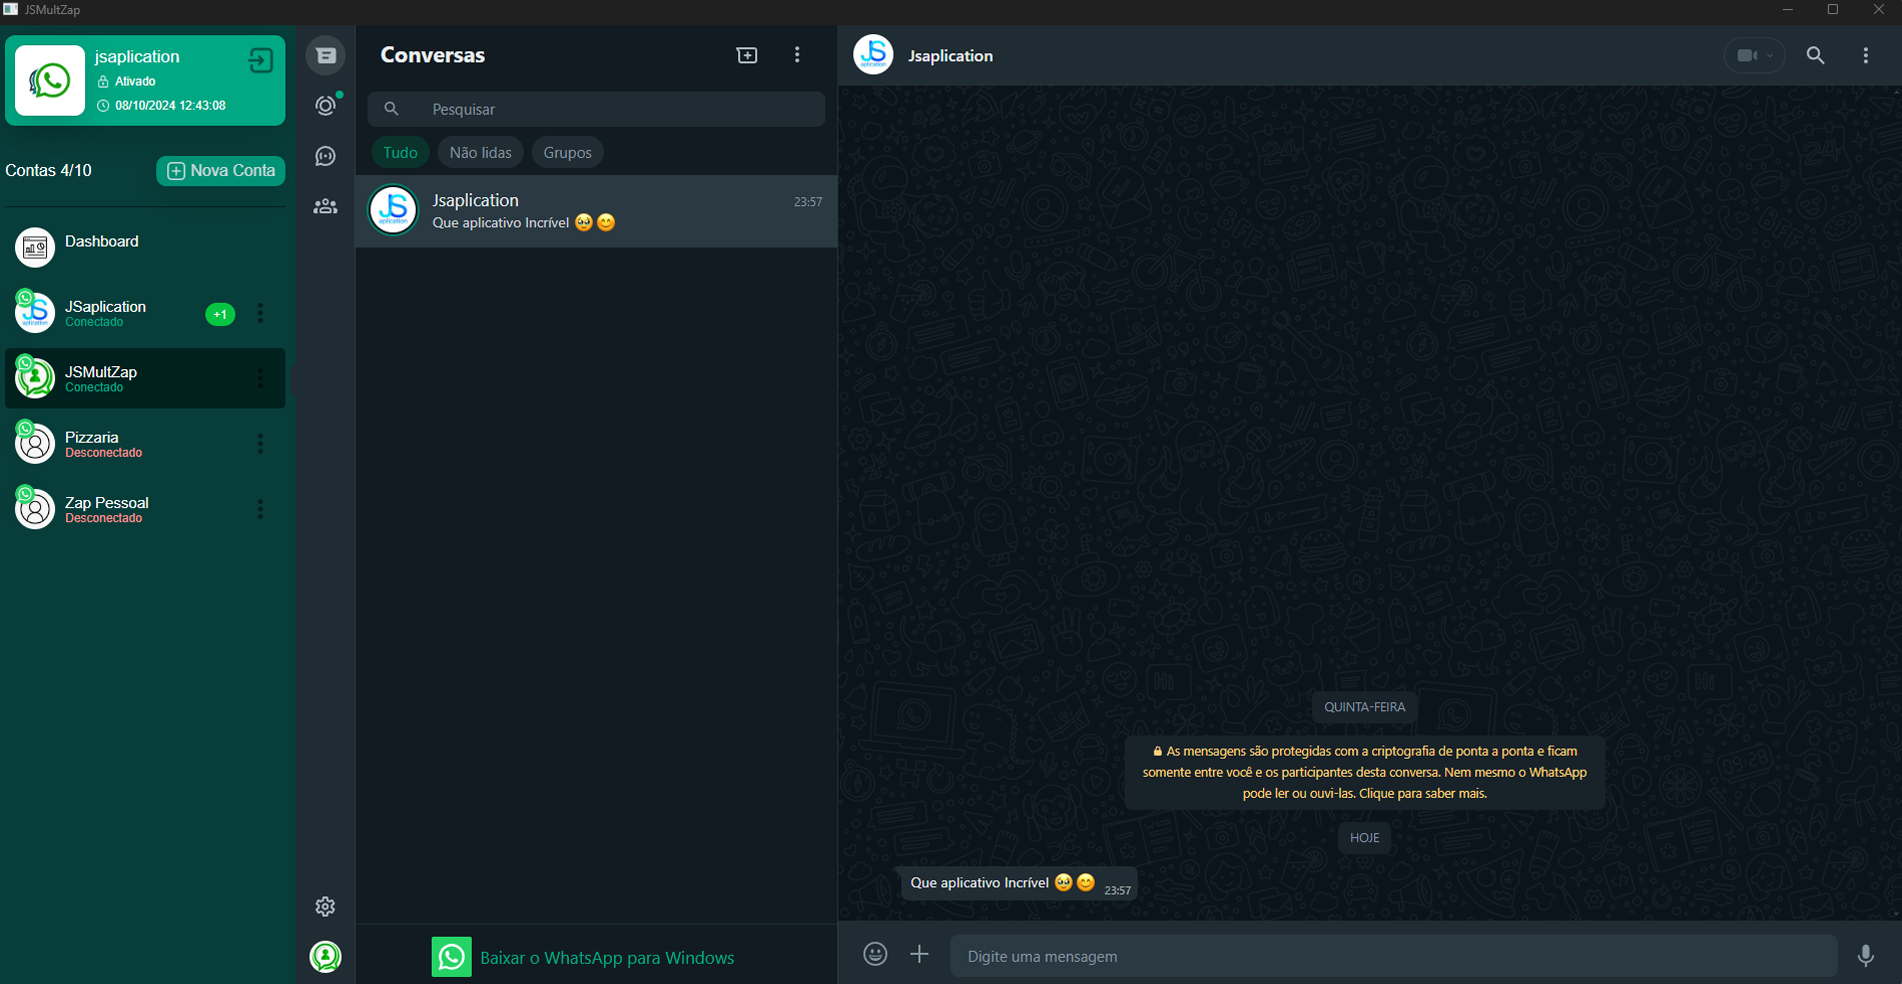 JSMultZap
jsaplication
Ativado
08/10/2024 12:43:08
Contas 4/10
Nova Conta
Dashboard
JSaplication
Conectado
+1
JSMultZap
Conectado
Pizzaria
Desconectado
Zap Pessoal
Desconectado
Conversas
Pesquisar
Tudo
Não lidas
Grupos
JS
aplication
Jsaplication
23:57
Que aplicativo Incrível 🥹😊
Baixar o WhatsApp para Windows
JS
aplication
Jsaplication
QUINTA-FEIRA
🔒 As mensagens são protegidas com a criptografia de ponta a ponta e ficam
somente entre você e os participantes desta conversa. Nem mesmo o WhatsApp
pode ler ou ouvi-las. Clique para saber mais.
HOJE
Que aplicativo Incrível 🥹😊 23:57
Digite uma mensagem